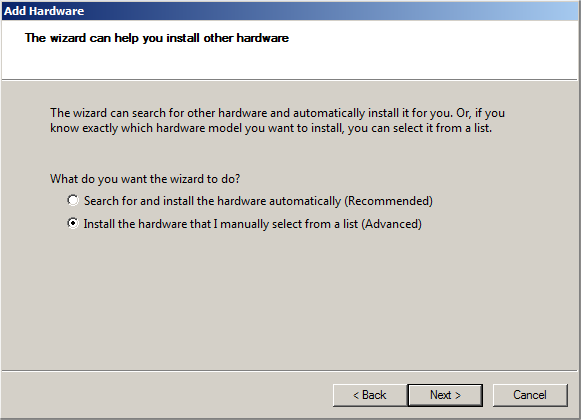 Add Hardware
The wizard can help you install other hardware
The wizard can search for other hardware and automatically install it for you. Or, if you
know exactly which hardware model you want to install, you can select it from a list.
What do you want the wizard to do?
Search for and install the hardware automatically (Recommended)
Install the hardware that I manually select from a list (Advanced)
< Back Next > Cancel